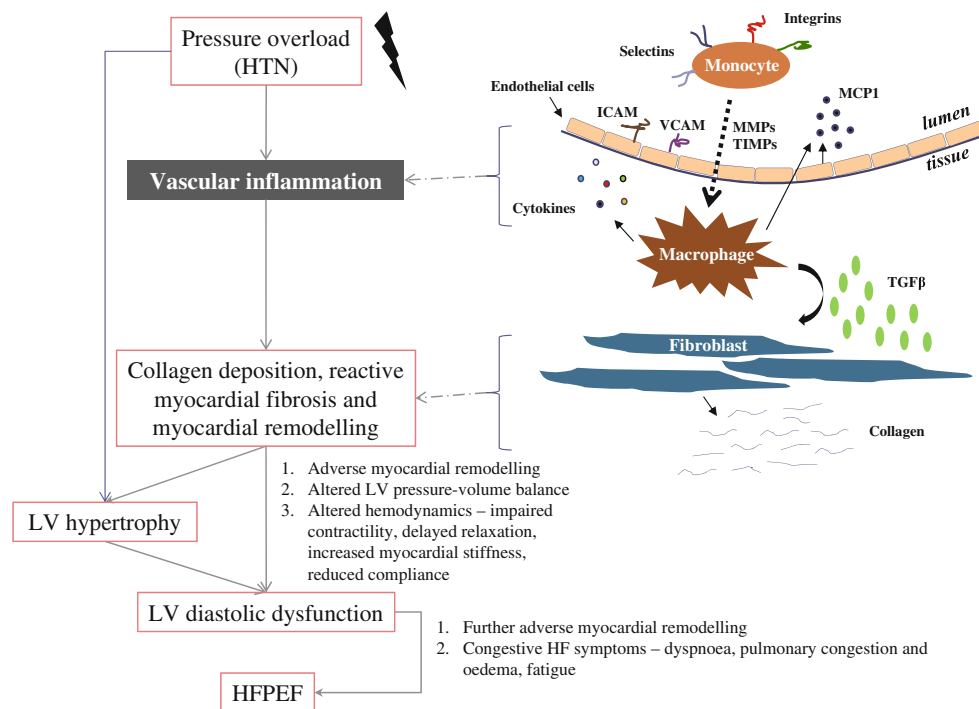 Pressure overload
(HTN)
Vascular inflammation
Collagen deposition, reactive
myocardial fibrosis and
myocardial remodelling
LV hypertrophy
1. Adverse myocardial remodelling
2. Altered LV pressure-volume balance
3. Altered hemodynamics – impaired
contractility, delayed relaxation,
increased myocardial stiffness,
reduced compliance
LV diastolic dysfunction
1. Further adverse myocardial remodelling
2. Congestive HF symptoms – dyspnoea, pulmonary congestion and
oedema, fatigue
HFPEF
Integrins
Selectins
Monocyte
Endothelial cells
MCP1
ICAM
VCAM
MMPs
TIMPs
lumen
tissue
Cytokines
Macrophage
TGFβ
Fibroblast
Collagen